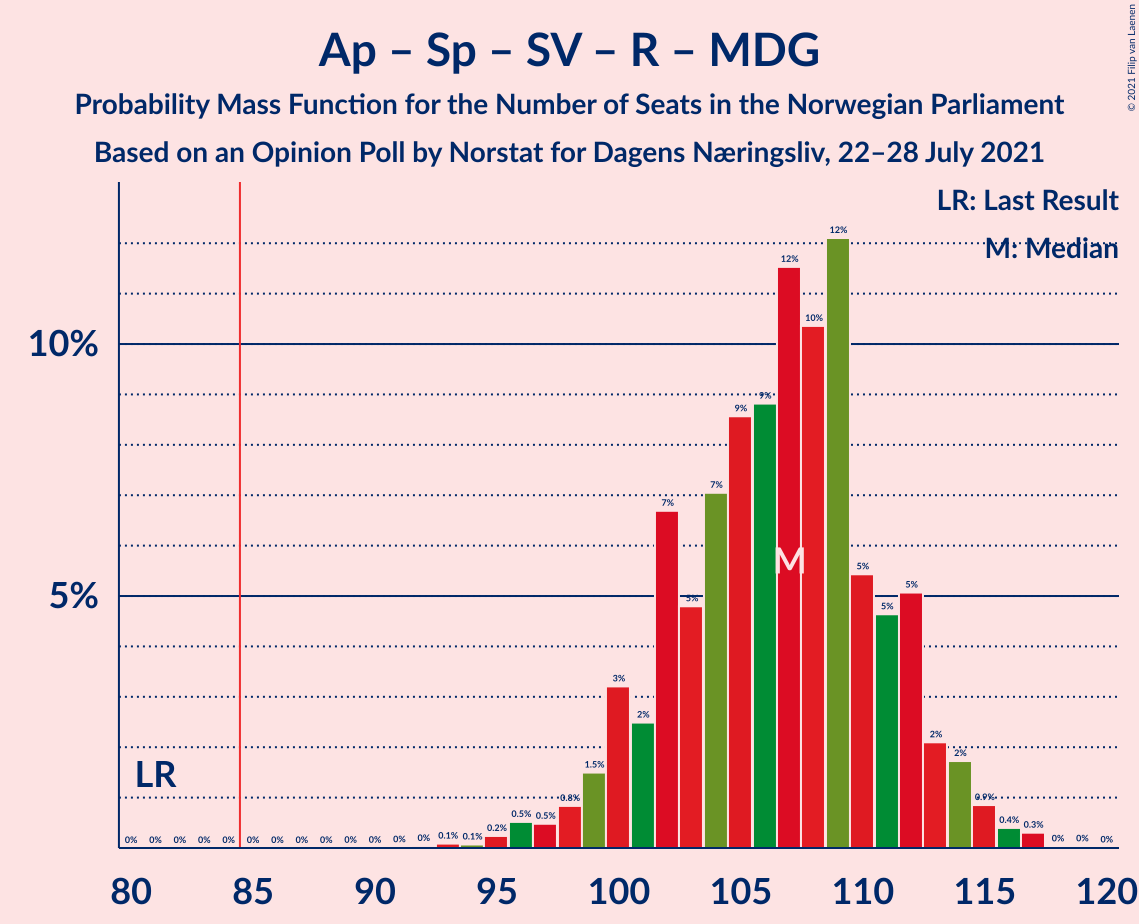 Ap – Sp – SV – R – MDG
Probability Mass Function for the Number of Seats in the Norwegian Parliament
Based on an Opinion Poll by Norstat for Dagens Næringsliv, 22–28 July 2021
© 2021 Filip van Laenen
LR: Last Result
M: Median
10%
5%
LR
M
0% 0% 0% 0% 0% 0% 0% 0% 0% 0% 0% 0% 0% 0.1% 0.1% 0.2% 0.5% 0.5% 0.8% 1.5% 3% 2% 7% 5% 7% 9% 9% 12% 10% 12% 5% 5% 5% 2% 2% 0.9% 0.4% 0.3% 0% 0% 0%
80 85 90 95 100 105 110 115 120